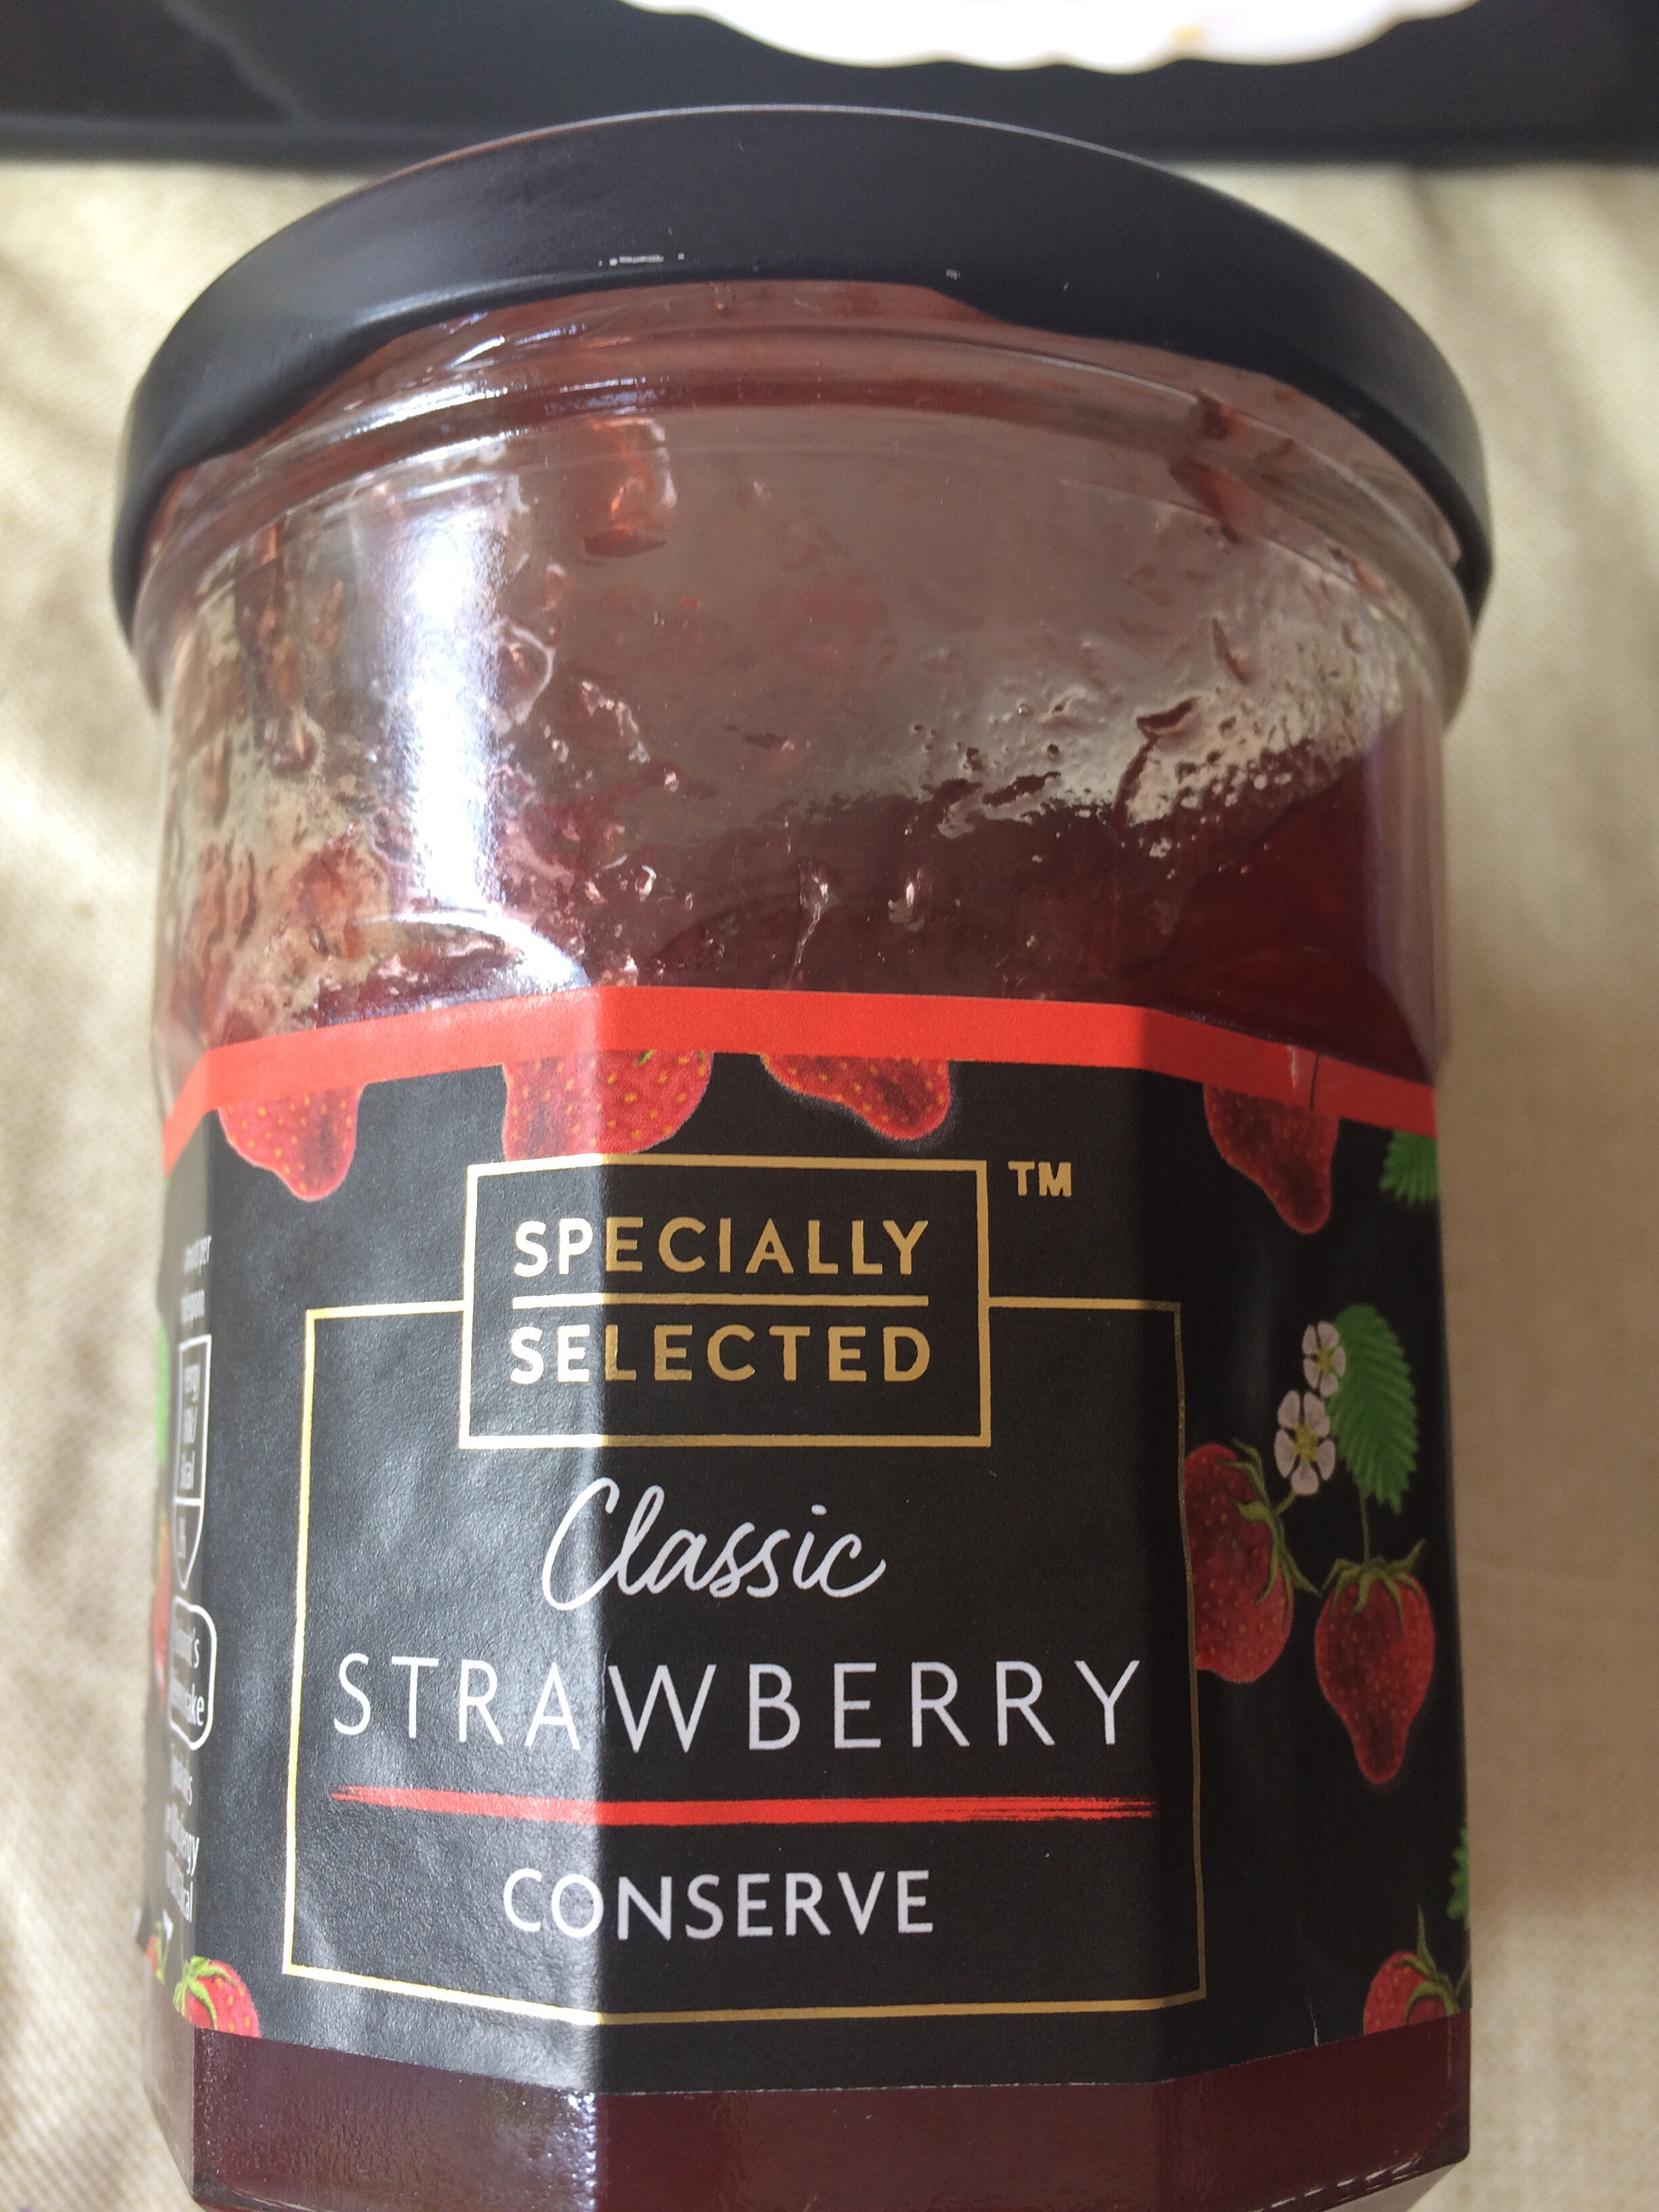 SPECIALLY
SELECTED
TM
Classic
STRAWBERRY
CONSERVE